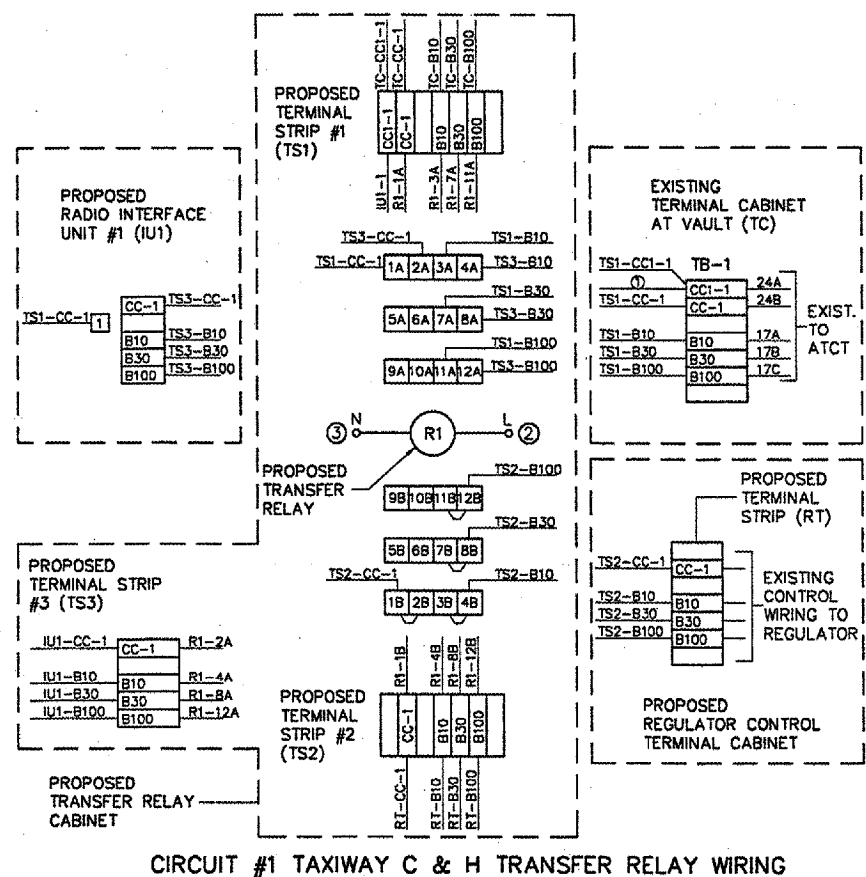 PROPOSED
TERMINAL
STRIP #1
(TS1)
TC-CC1-1
TC-CC-1
TC-B10
TC-B30
TC-B100
CC1-1
CC-1
B10
B30
B100
IU1-1
R1-1A
R1-3A
R1-7A
R1-11A
PROPOSED
RADIO INTERFACE
UNIT #1 (IU1)
TS1-CC-1
1
CC-1
TS3-CC-1
B10
TS3-B10
B30
TS3-B30
B100
TS3-B100
TS3-CC-1
TS1-B10
TS1-CC-1
1A 2A 3A 4A
TS3-B10
TS1-B30
5A 6A 7A 8A
TS3-B30
TS1-B100
9A 10A 11A 12A
TS3-B100
3 N
R1
L 2
PROPOSED
TRANSFER
RELAY
TS2-B100
9B 10B 11B 12B
TS2-B30
5B 6B 7B 8B
TS2-CC-1
TS2-B10
1B 2B 3B 4B
EXISTING
TERMINAL CABINET
AT VAULT (TC)
TB-1
TS1-CC1-1
1
CC1-1
24A
TS1-CC-1
CC-1
24B
TS1-B10
B10
17A
TS1-B30
B30
17B
TS1-B100
B100
17C
EXIST.
TO
ATCT
PROPOSED
TERMINAL
STRIP (RT)
TS2-CC-1
CC-1
TS2-B10
B10
TS2-B30
B30
TS2-B100
B100
EXISTING
CONTROL
WIRING TO
REGULATOR
PROPOSED
REGULATOR CONTROL
TERMINAL CABINET
PROPOSED
TERMINAL STRIP
#3 (TS3)
IU1-CC-1
CC-1
R1-2A
IU1-B10
B10
R1-4A
IU1-B30
B30
R1-8A
IU1-B100
B100
R1-12A
PROPOSED
TRANSFER RELAY
CABINET
PROPOSED
TERMINAL
STRIP #2
(TS2)
R1-1B
R1-4B
R1-8B
R1-12B
CC-1
B10
B30
B100
RT-CC-1
RT-B10
RT-B30
RT-B100
CIRCUIT #1 TAXIWAY C & H TRANSFER RELAY WIRING